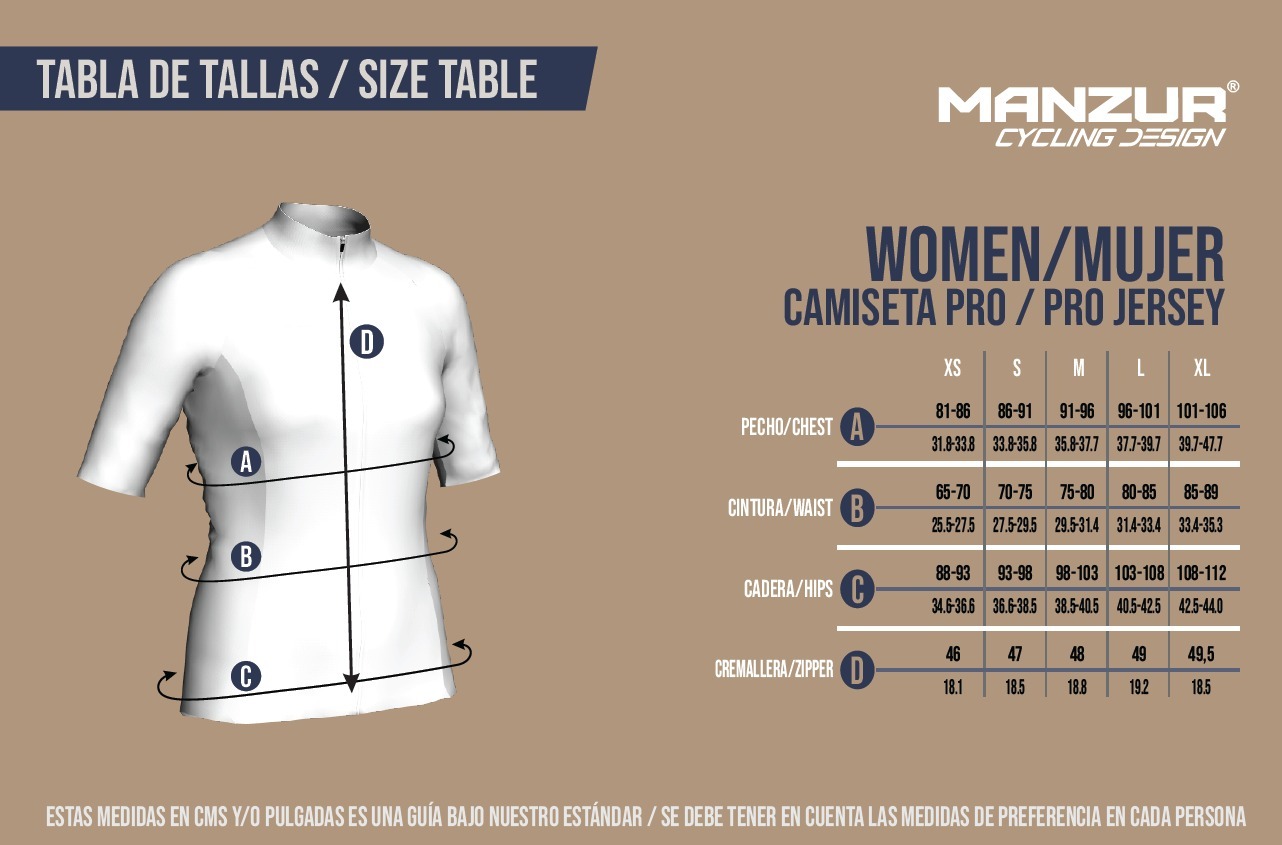 TABLA DE TALLAS / SIZE TABLE
MANZUR®
CYCLING DESIGN
WOMEN/MUJER
CAMISETA PRO / PRO JERSEY
XS S M L XL
PECHO/CHEST A
81-86 86-91 91-96 96-101 101-106
31.8-33.8 33.8-35.8 35.8-37.7 37.7-39.7 39.7-47.7
CINTURA/WAIST B
65-70 70-75 75-80 80-85 85-89
25.5-27.5 27.5-29.5 29.5-31.4 31.4-33.4 33.4-35.3
CADERA/HIPS C
88-93 93-98 98-103 103-108 108-112
34.6-36.6 36.6-38.5 38.5-40.5 40.5-42.5 42.5-44.0
CREMALLERA/ZIPPER D
46 47 48 49 49,5
18.1 18.5 18.8 19.2 18.5
D
A
B
C
ESTAS MEDIDAS EN CMS Y/O PULGADAS ES UNA GUÍA BAJO NUESTRO ESTÁNDAR / SE DEBE TENER EN CUENTA LAS MEDIDAS DE PREFERENCIA EN CADA PERSONA